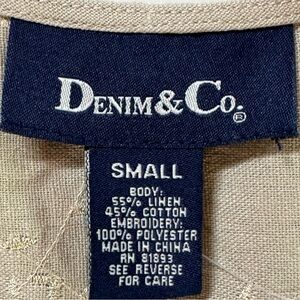 DENIM & CO.®
SMALL
BODY:
55% LINEN
45% COTTON
EMBROIDERY:
100% POLYESTER
MADE IN CHINA
RN 81893
SEE REVERSE
FOR CARE